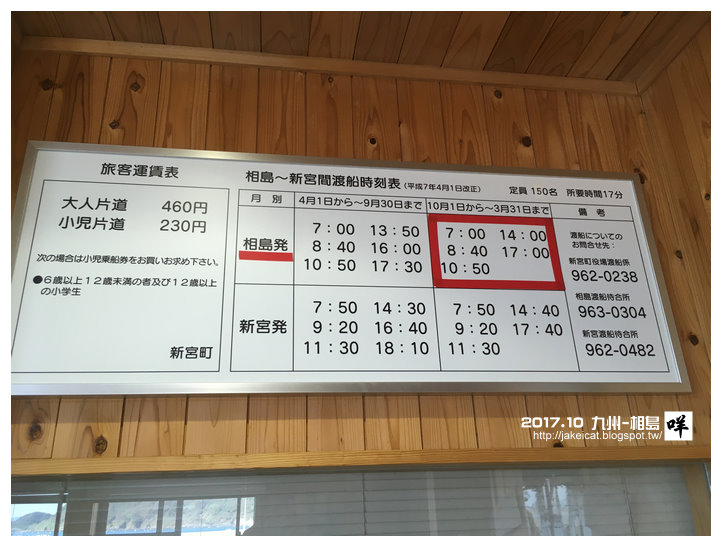 旅客運賃表
大人片道 460円
小児片道 230円
次の場合は小児乗船券をお買いお求め下さい。
●6歳以上12歳未満の者及び12歳以上
の小学生
新宮町
相島～新宮間渡船時刻表(平成7年4月1日改正) 定員 150名 所要時間17分
月 別 4月1日から～9月30日まで 10月1日から～3月31日まで 備 考
相島発
7：00 13：50
8：40 16：00
10：50 17：30
7：00 14：00
8：40 17：00
10：50
新宮発
7：50 14：30
9：20 16：40
11：30 18：10
7：50 14：40
9：20 17：40
11：30
渡船についての
お問合せ先：
新宮町役場渡船係
962-0238
相島渡船待合所
963-0304
新宮渡船待合所
962-0482
2017.10 九州-相島 咩
http://jakeicat.blogspot.tw/